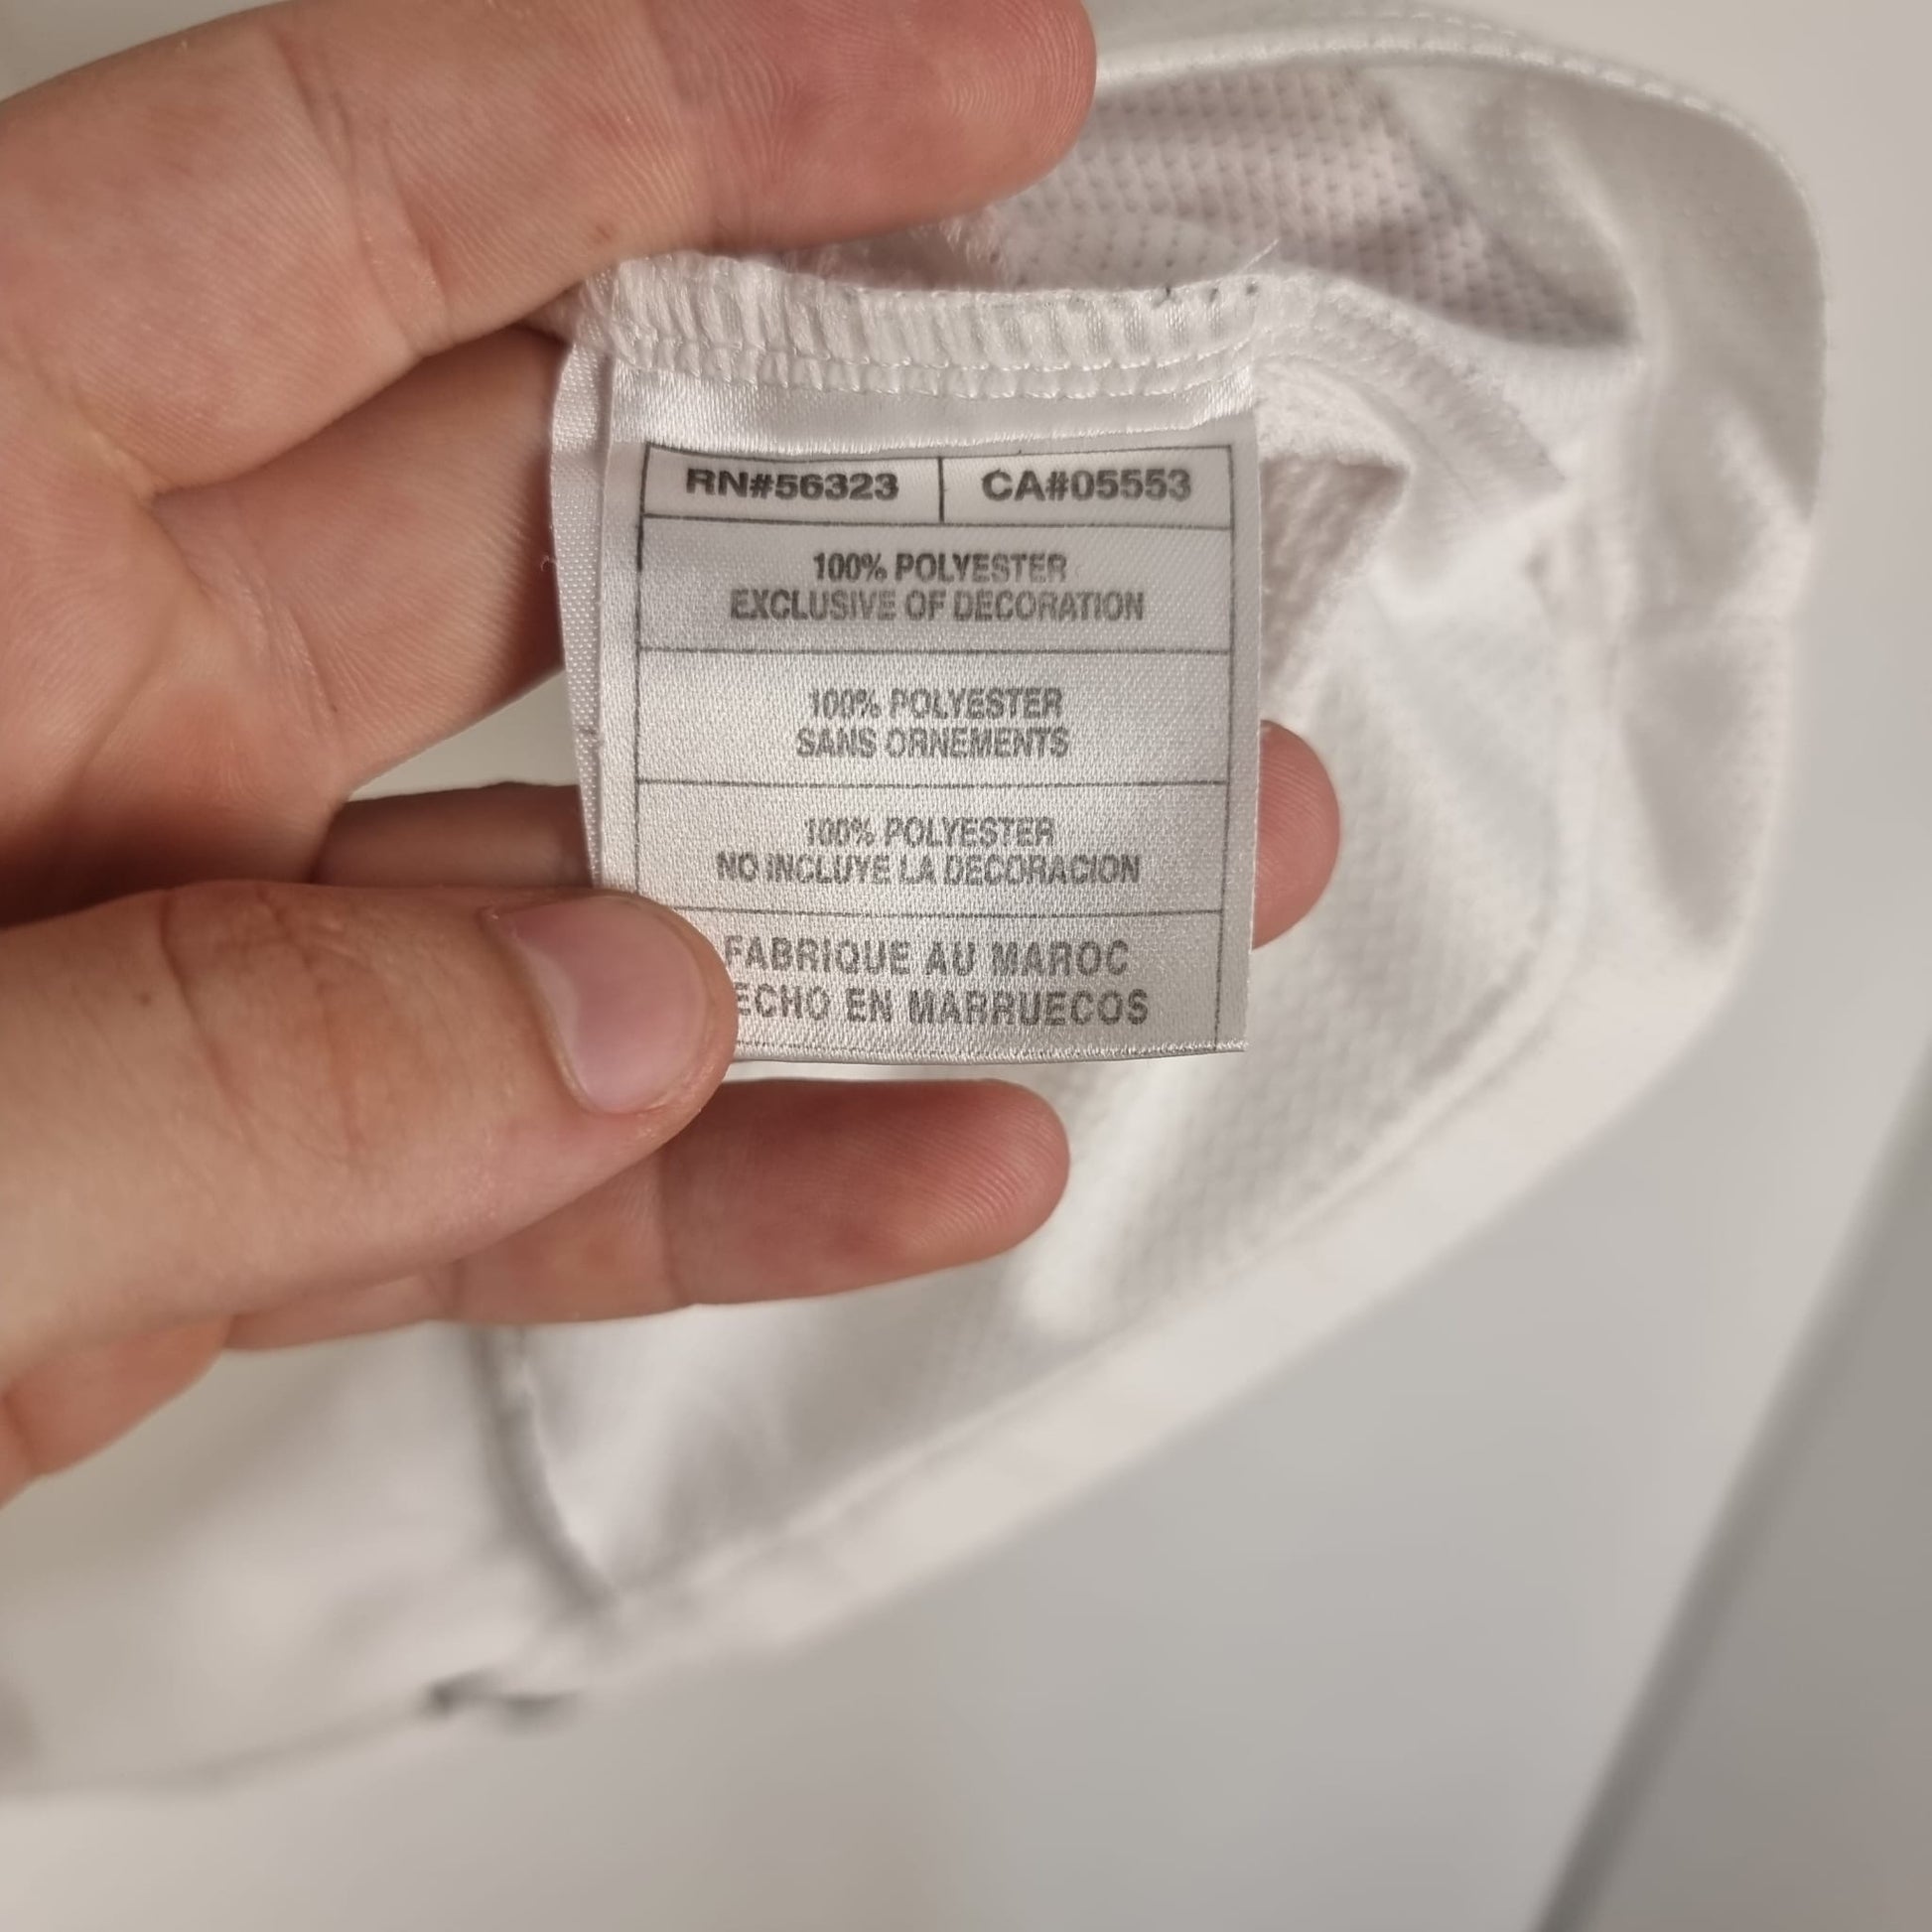 RN#56323 CA#05553
100% POLYESTER
EXCLUSIVE OF DECORATION
100% POLYESTER
SANS ORNEMENTS
100% POLYESTER
NO INCLUYE LA DECORACION
FABRIQUE AU MAROC
ECHO EN MARRUECOS